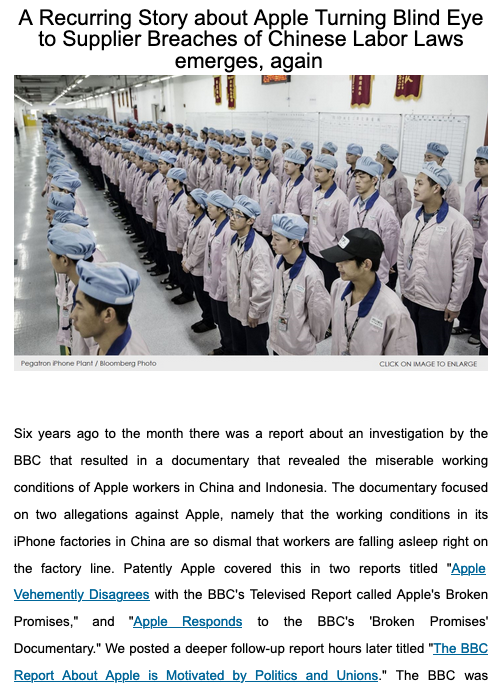 A Recurring Story about Apple Turning Blind Eye
to Supplier Breaches of Chinese Labor Laws
emerges, again
Pegatron iPhone Plant / Bloomberg Photo
CLICK ON IMAGE TO ENLARGE
Six years ago to the month there was a report about an investigation by the
BBC that resulted in a documentary that revealed the miserable working
conditions of Apple workers in China and Indonesia. The documentary focused
on two allegations against Apple, namely that the working conditions in its
iPhone factories in China are so dismal that workers are falling asleep right on
the factory line. Patently Apple covered this in two reports titled "Apple
Vehemently Disagrees with the BBC's Televised Report called Apple's Broken
Promises," and "Apple Responds to the BBC's 'Broken Promises'
Documentary." We posted a deeper follow-up report hours later titled "The BBC
Report About Apple is Motivated by Politics and Unions." The BBC was